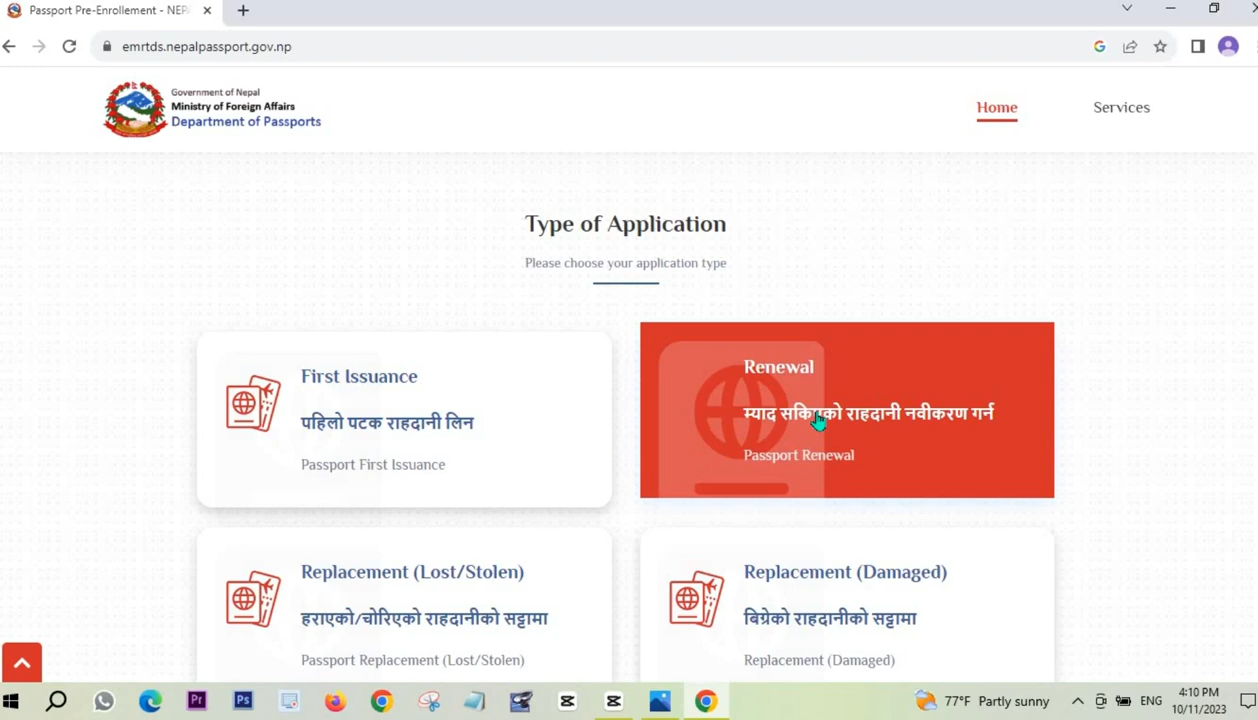 Passport Pre-Enrollement - NEP
emrtds.nepalpassport.gov.np
Government of Nepal
Ministry of Foreign Affairs
Department of Passports
Home
Services
Type of Application
Please choose your application type
First Issuance
पहिलो पटक राहदानी लिन
Passport First Issuance
Renewal
म्याद सकिएको राहदानी नवीकरण गर्न
Passport Renewal
Replacement (Lost/Stolen)
हराएको/चोरिएको राहदानीको सट्टामा
Passport Replacement (Lost/Stolen)
Replacement (Damaged)
बिग्रेको राहदानीको सट्टामा
Replacement (Damaged)
77°F Partly sunny
ENG
4:10 PM
10/11/2023